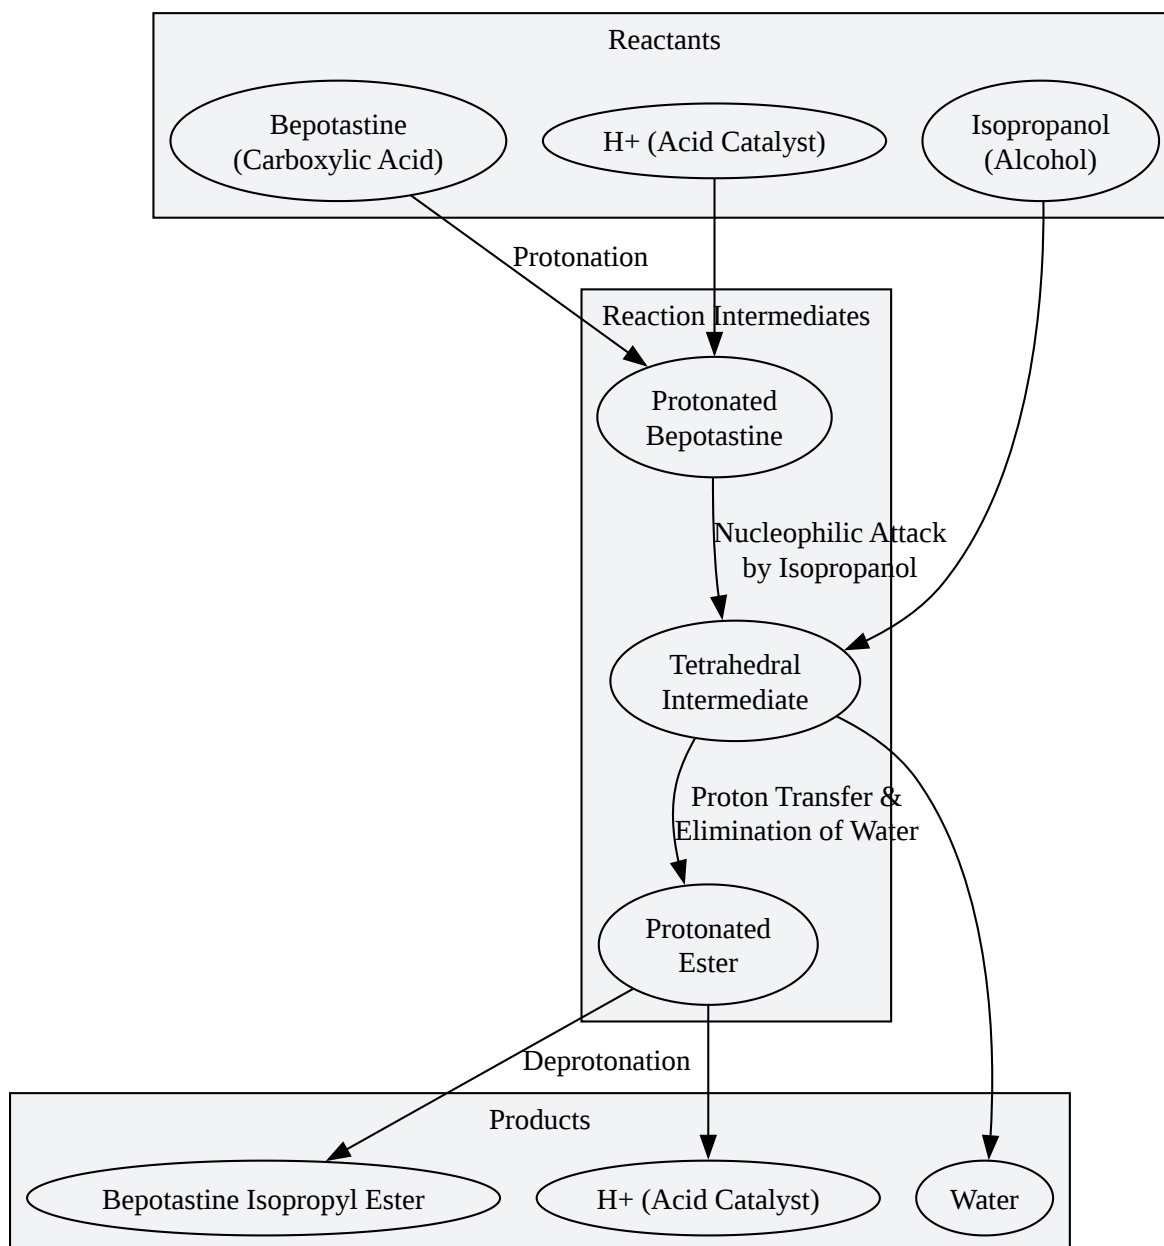 Reactants
Bepotastine
(Carboxylic Acid)
H+ (Acid Catalyst)
Isopropanol
(Alcohol)
Protonation
Reaction Intermediates
Protonated
Bepotastine
Nucleophilic Attack
by Isopropanol
Tetrahedral
Intermediate
Proton Transfer &
Elimination of Water
Protonated
Ester
Deprotonation
Products
Bepotastine Isopropyl Ester
H+ (Acid Catalyst)
Water